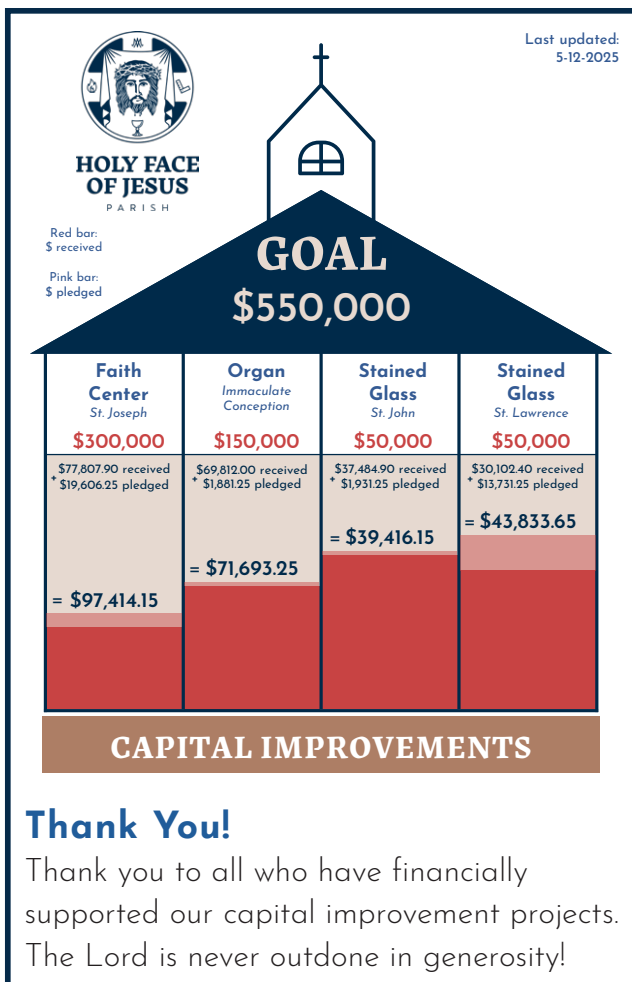 Last updated:
5-12-2025
HOLY FACE
OF JESUS
PARISH
Red bar:
$ received
Pink bar:
$ pledged
GOAL
$550,000
Faith
Center
St. Joseph
$300,000
$77,807.90 received
+ $19,606.25 pledged
= $97,414.15
Organ
Immaculate
Conception
$150,000
$69,812.00 received
+ $1,881.25 pledged
= $71,693.25
Stained
Glass
St. John
$50,000
$37,484.90 received
+ $1,931.25 pledged
= $39,416.15
Stained
Glass
St. Lawrence
$50,000
$30,102.40 received
+ $13,731.25 pledged
= $43,833.65
CAPITAL IMPROVEMENTS
Thank You!
Thank you to all who have financially
supported our capital improvement projects.
The Lord is never outdone in generosity!